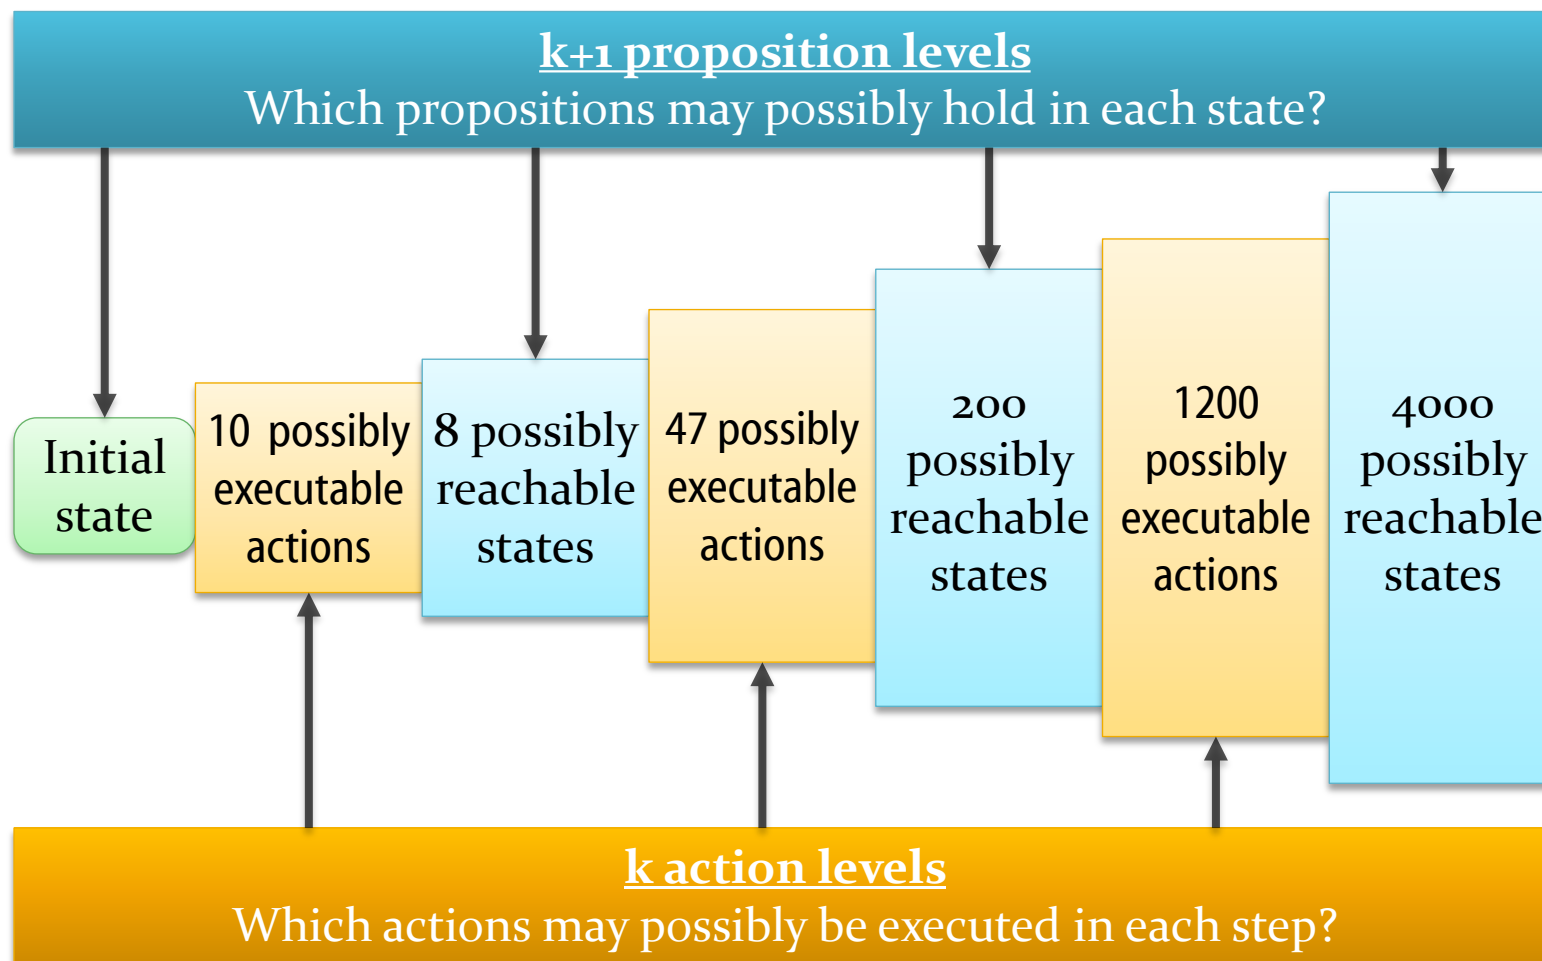 k+1 proposition levels
Which propositions may possibly hold in each state?
Initial
state
10 possibly
executable
actions
8 possibly
reachable
states
47 possibly
executable
actions
200
possibly
reachable
states
1200
possibly
executable
actions
4000
possibly
reachable
states
k action levels
Which actions may possibly be executed in each step?